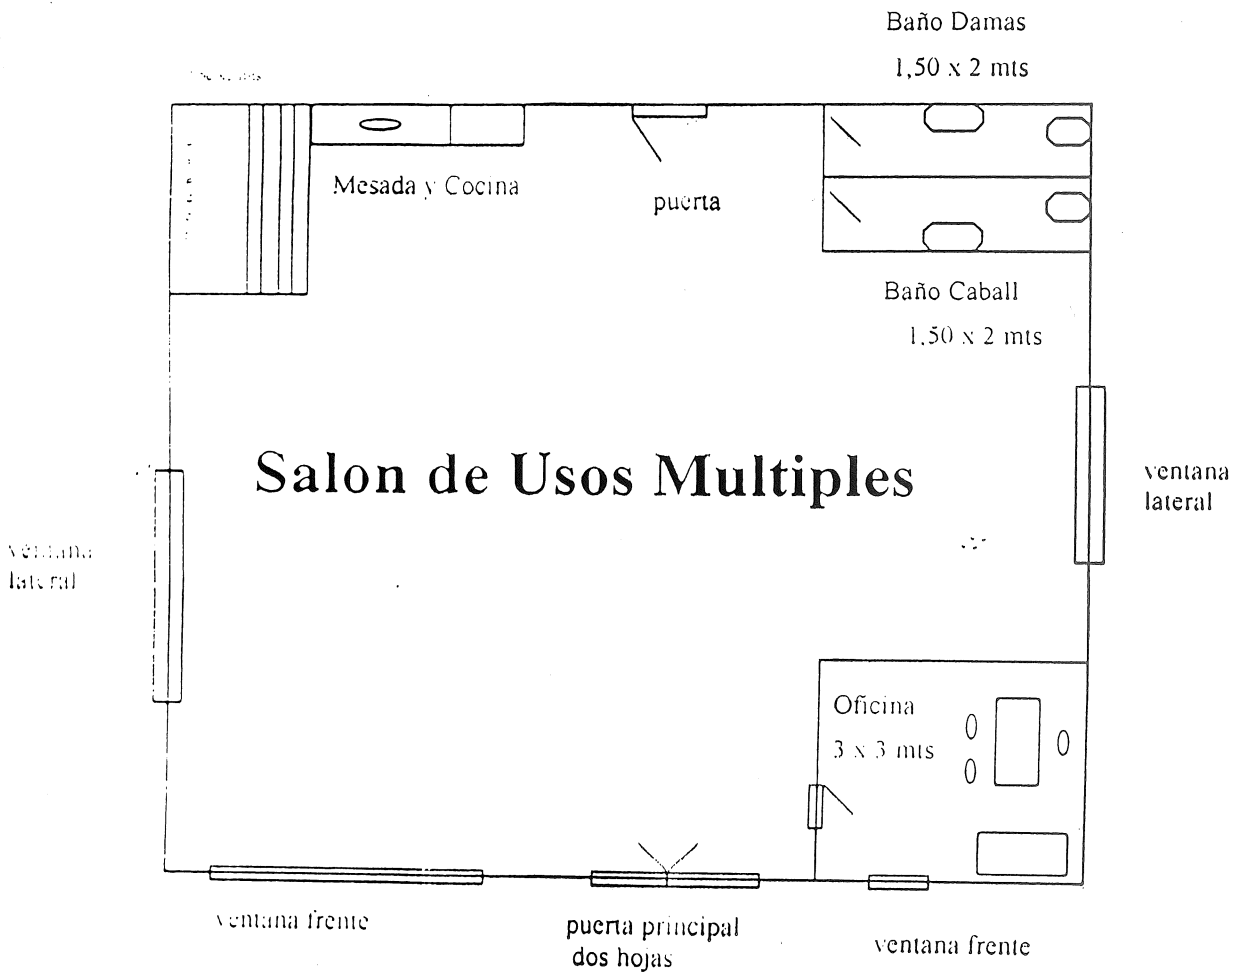 Baño Damas
1,50 x 2 mts
Mesada y Cocina
puerta
Baño Caball
1,50 x 2 mts
Salon de Usos Multiples
ventana
lateral
ventana
lateral
Oficina
3 x 3 mts
ventana frente
puerta principal
dos hojas
ventana frente